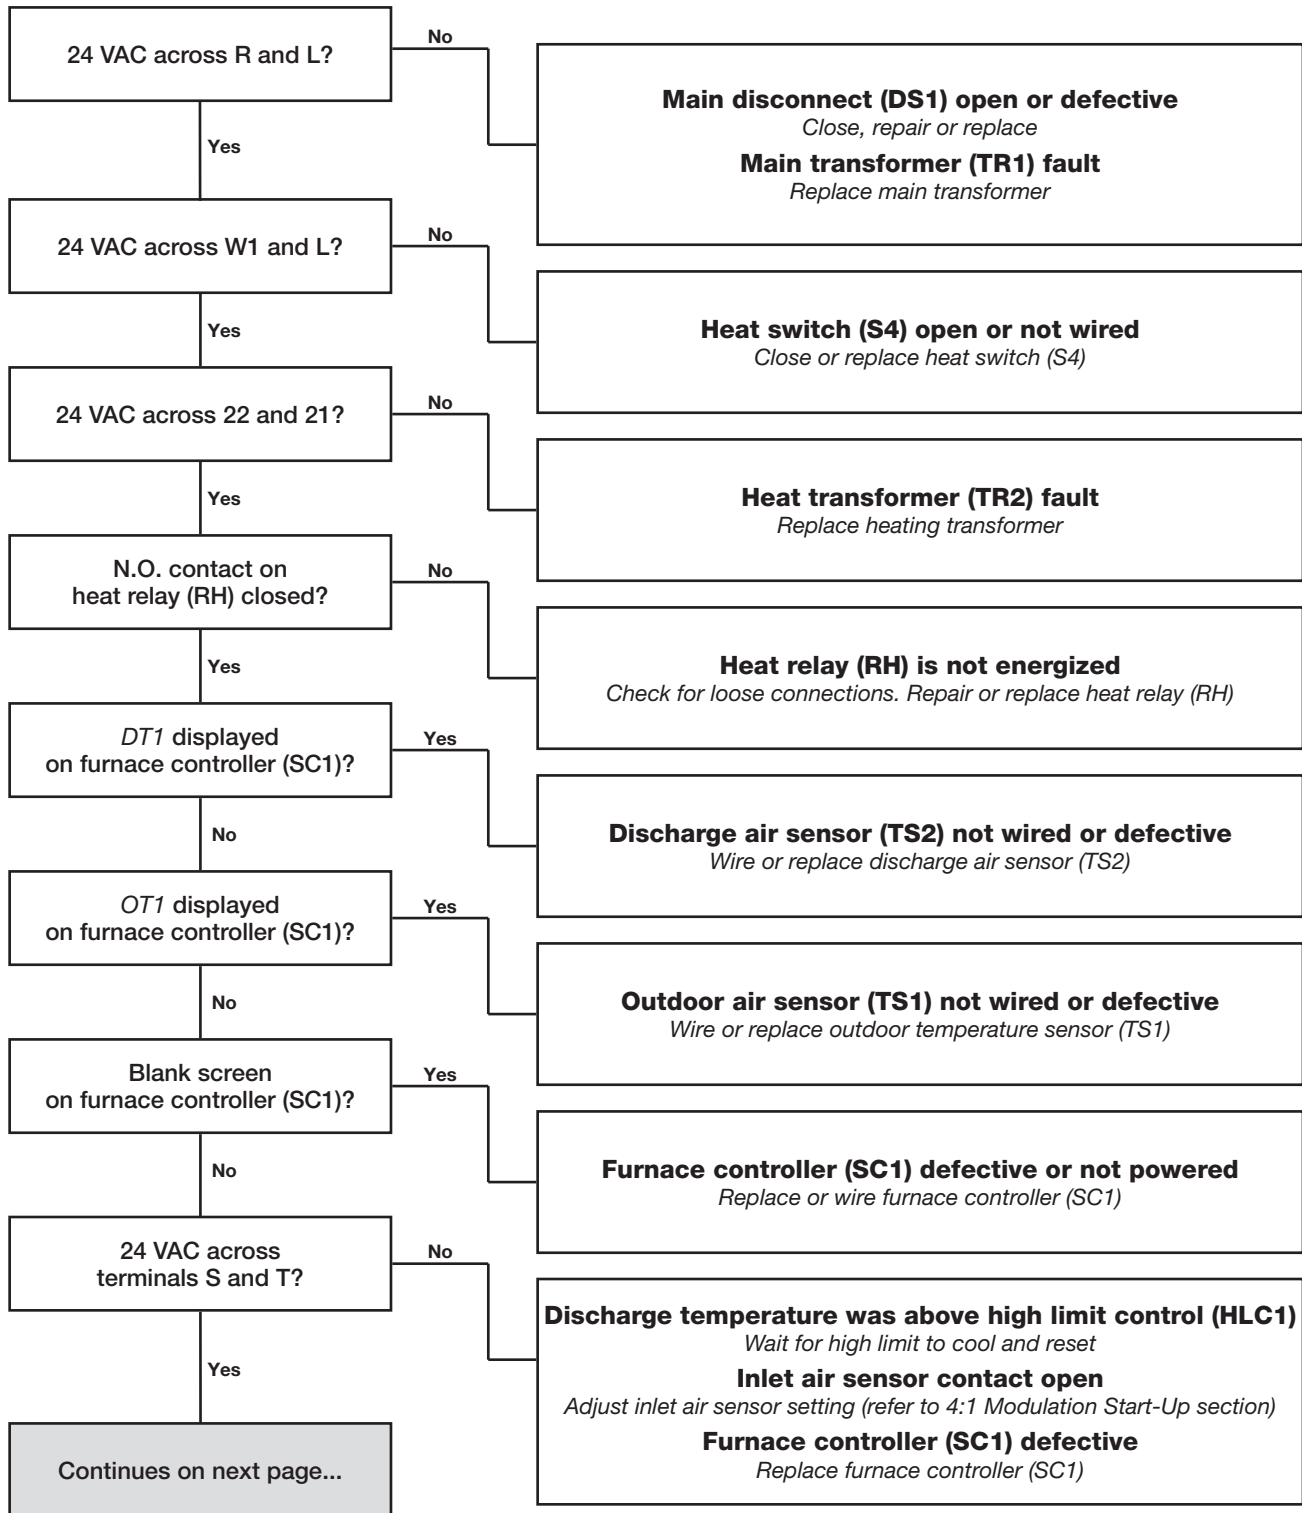 24 VAC across R and L?
No
Main disconnect (DS1) open or defective
Close, repair or replace
Main transformer (TR1) fault
Replace main transformer
Yes
24 VAC across W1 and L?
No
Heat switch (S4) open or not wired
Close or replace heat switch (S4)
Yes
24 VAC across 22 and 21?
No
Heat transformer (TR2) fault
Replace heating transformer
Yes
N.O. contact on
heat relay (RH) closed?
No
Heat relay (RH) is not energized
Check for loose connections. Repair or replace heat relay (RH)
Yes
DT1 displayed
on furnace controller (SC1)?
Yes
Discharge air sensor (TS2) not wired or defective
Wire or replace discharge air sensor (TS2)
No
OT1 displayed
on furnace controller (SC1)?
Yes
Outdoor air sensor (TS1) not wired or defective
Wire or replace outdoor temperature sensor (TS1)
No
Blank screen
on furnace controller (SC1)?
Yes
Furnace controller (SC1) defective or not powered
Replace or wire furnace controller (SC1)
No
24 VAC across
terminals S and T?
No
Discharge temperature was above high limit control (HLC1)
Wait for high limit to cool and reset
Inlet air sensor contact open
Adjust inlet air sensor setting (refer to 4:1 Modulation Start-Up section)
Furnace controller (SC1) defective
Replace furnace controller (SC1)
Yes
Continues on next page...